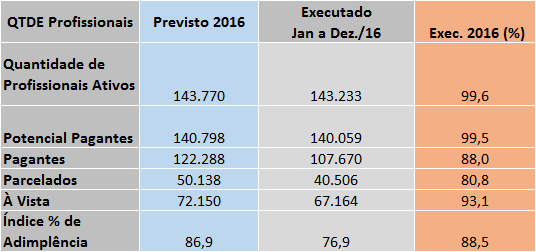 QTDE Profissionais Previsto 2016 Executado Jan a Dez./16 Exec. 2016 (%)
Quantidade de
Profissionais Ativos 143.770 143.233 99,6
Potencial Pagantes 140.798 140.059 99,5
Pagantes 122.288 107.670 88,0
Parcelados 50.138 40.506 80,8
À Vista 72.150 67.164 93,1
Índice % de
Adimplência 86,9 76,9 88,5